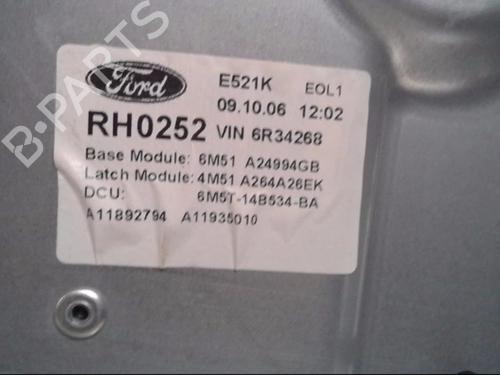 Ford
E521K EOL1
09.10.06 12:02
RH0252 VIN 6R34268
Base Module: 6M51 A24994GB
Latch Module: 4M51 A264A26EK
DCU: 6M5T-14B534-BA
A11892794 A11935010
B-PARTS